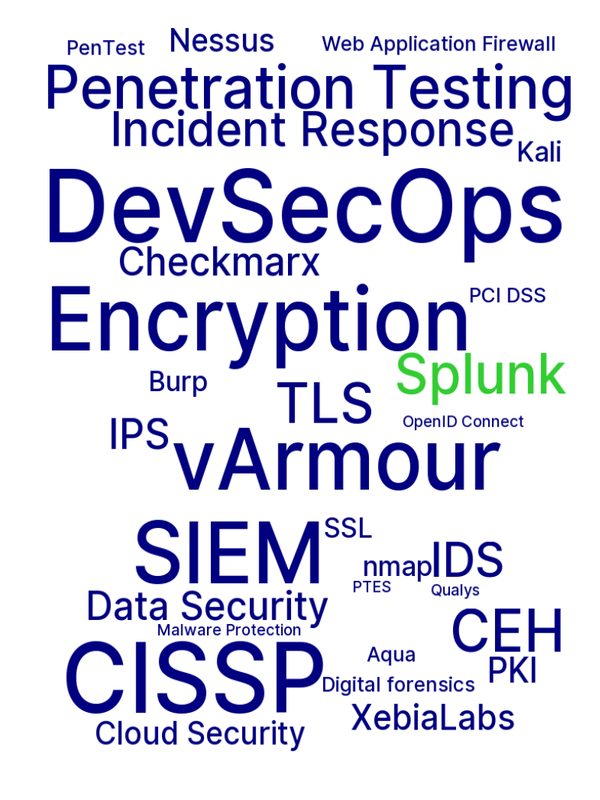 PenTest
Nessus
Web Application Firewall
Penetration Testing
Incident Response
Kali
DevSecOps
Checkmarx
Encryption
PCI DSS
Splunk
Burp
TLS
OpenID Connect
IPS
vArmour
SIEM
SSL
nmap
IDS
PTES
Qualys
Data Security
Malware Protection
CEH
CISSP
Aqua
PKI
Digital forensics
XebiaLabs
Cloud Security